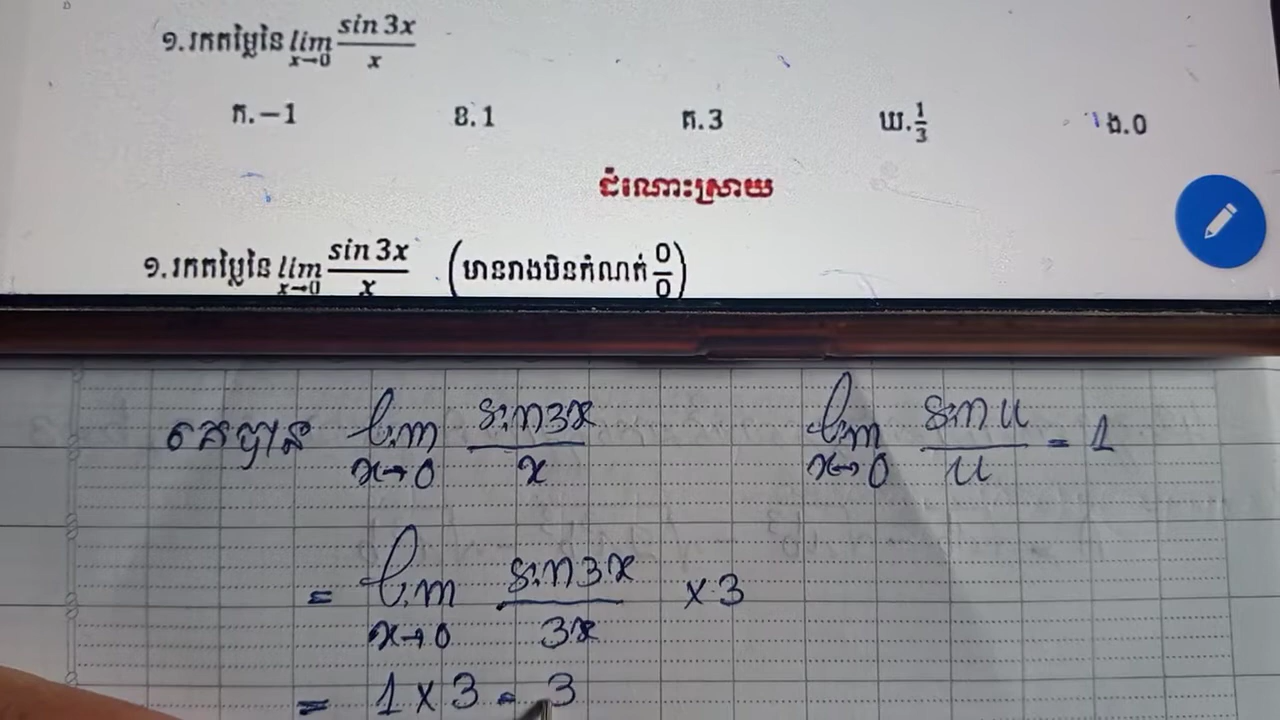 ១.រកតម្លៃនៃ lim x→0 sin 3x / x
ក.−1 ខ.1 គ.3 ឃ.1/3 ង.0
ដំណោះស្រាយ
១.រកតម្លៃនៃ lim x→0 sin 3x / x (មានរាងមិនកំណត់ 0/0)
គេបាន lim x→0 sin3x / x lim x→0 sin u / u = 1
= lim x→0 sin3x / 3x × 3
= 1 × 3 = 3